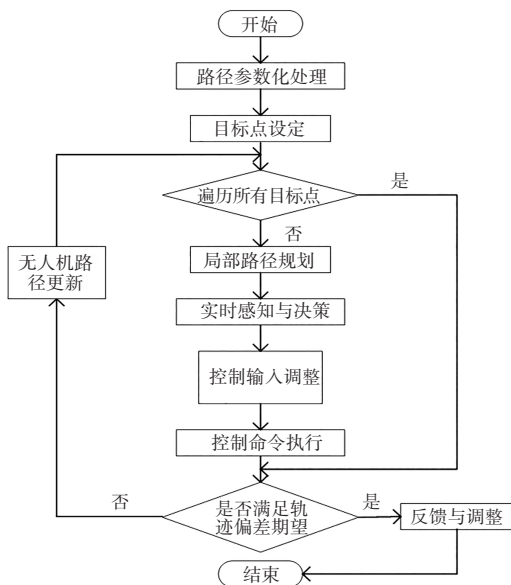 开始
路径参数化处理
目标点设定
遍历所有目标点
是
否
无人机路
径更新
局部路径规划
实时感知与决策
控制输入调整
控制命令执行
否
是否满足轨
迹偏差期望
是
反馈与调整
结束